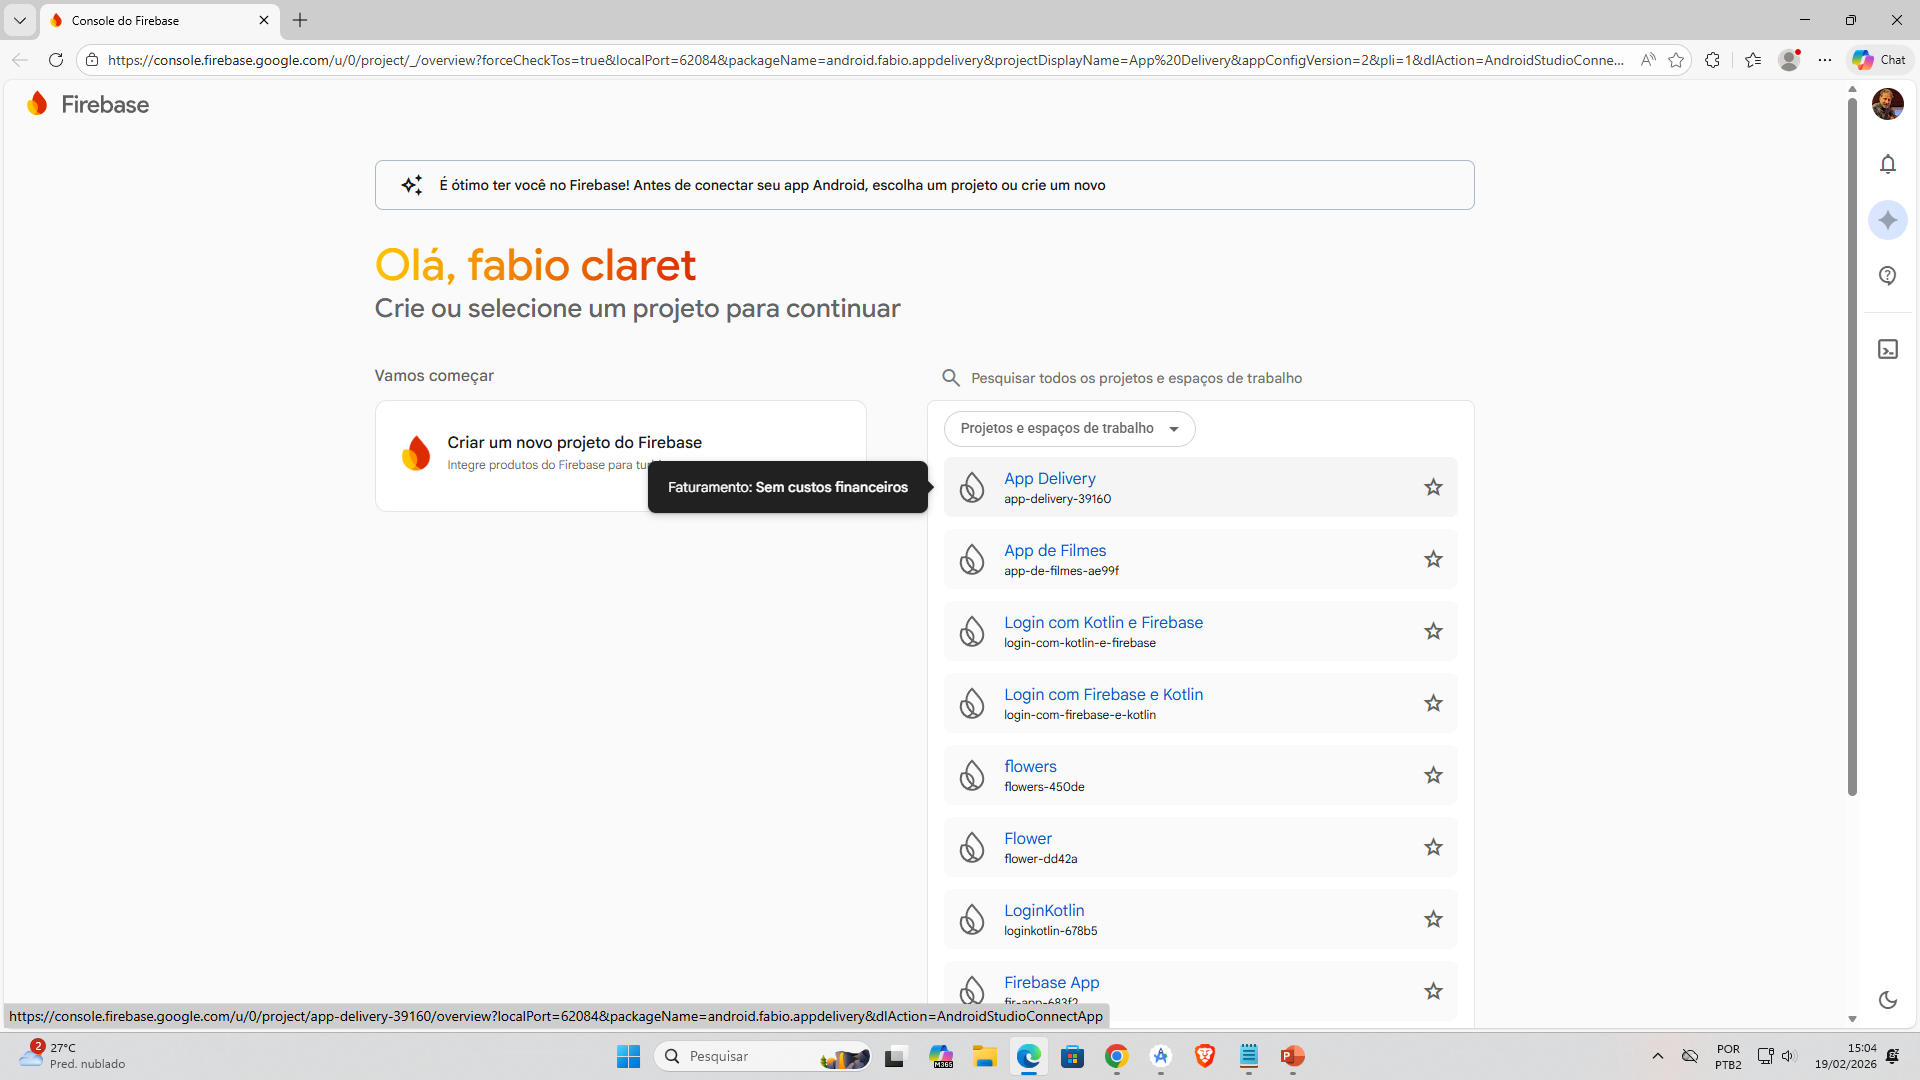 Console do Firebase
https://console.firebase.google.com/u/0/project/_/overview?forceCheckTos=true&localPort=62084&packageName=android.fabio.appdelivery&projectDisplayName=App%20Delivery&appConfigVersion=2&pli=1&dlAction=AndroidStudioConne...
Chat
Firebase
É ótimo ter você no Firebase! Antes de conectar seu app Android, escolha um projeto ou crie um novo
Olá, fabio claret
Crie ou selecione um projeto para continuar
Vamos começar
Pesquisar todos os projetos e espaços de trabalho
Criar um novo projeto do Firebase
Integre produtos do Firebase para
Faturamento: Sem custos financeiros
Projetos e espaços de trabalho
App Delivery
app-delivery-39160
App de Filmes
app-de-filmes-ae99f
Login com Kotlin e Firebase
login-com-kotlin-e-firebase
Login com Firebase e Kotlin
login-com-firebase-e-kotlin
flowers
flowers-450de
Flower
flower-dd42a
LoginKotlin
loginkotlin-678b5
Firebase App
fir-app-683f2
https://console.firebase.google.com/u/0/project/app-delivery-39160/overview?localPort=62084&packageName=android.fabio.appdelivery&dlAction=AndroidStudioConnectApp
2
27°C
Pred. nublado
Pesquisar
M365
POR
PTB2
15:04
19/02/2026